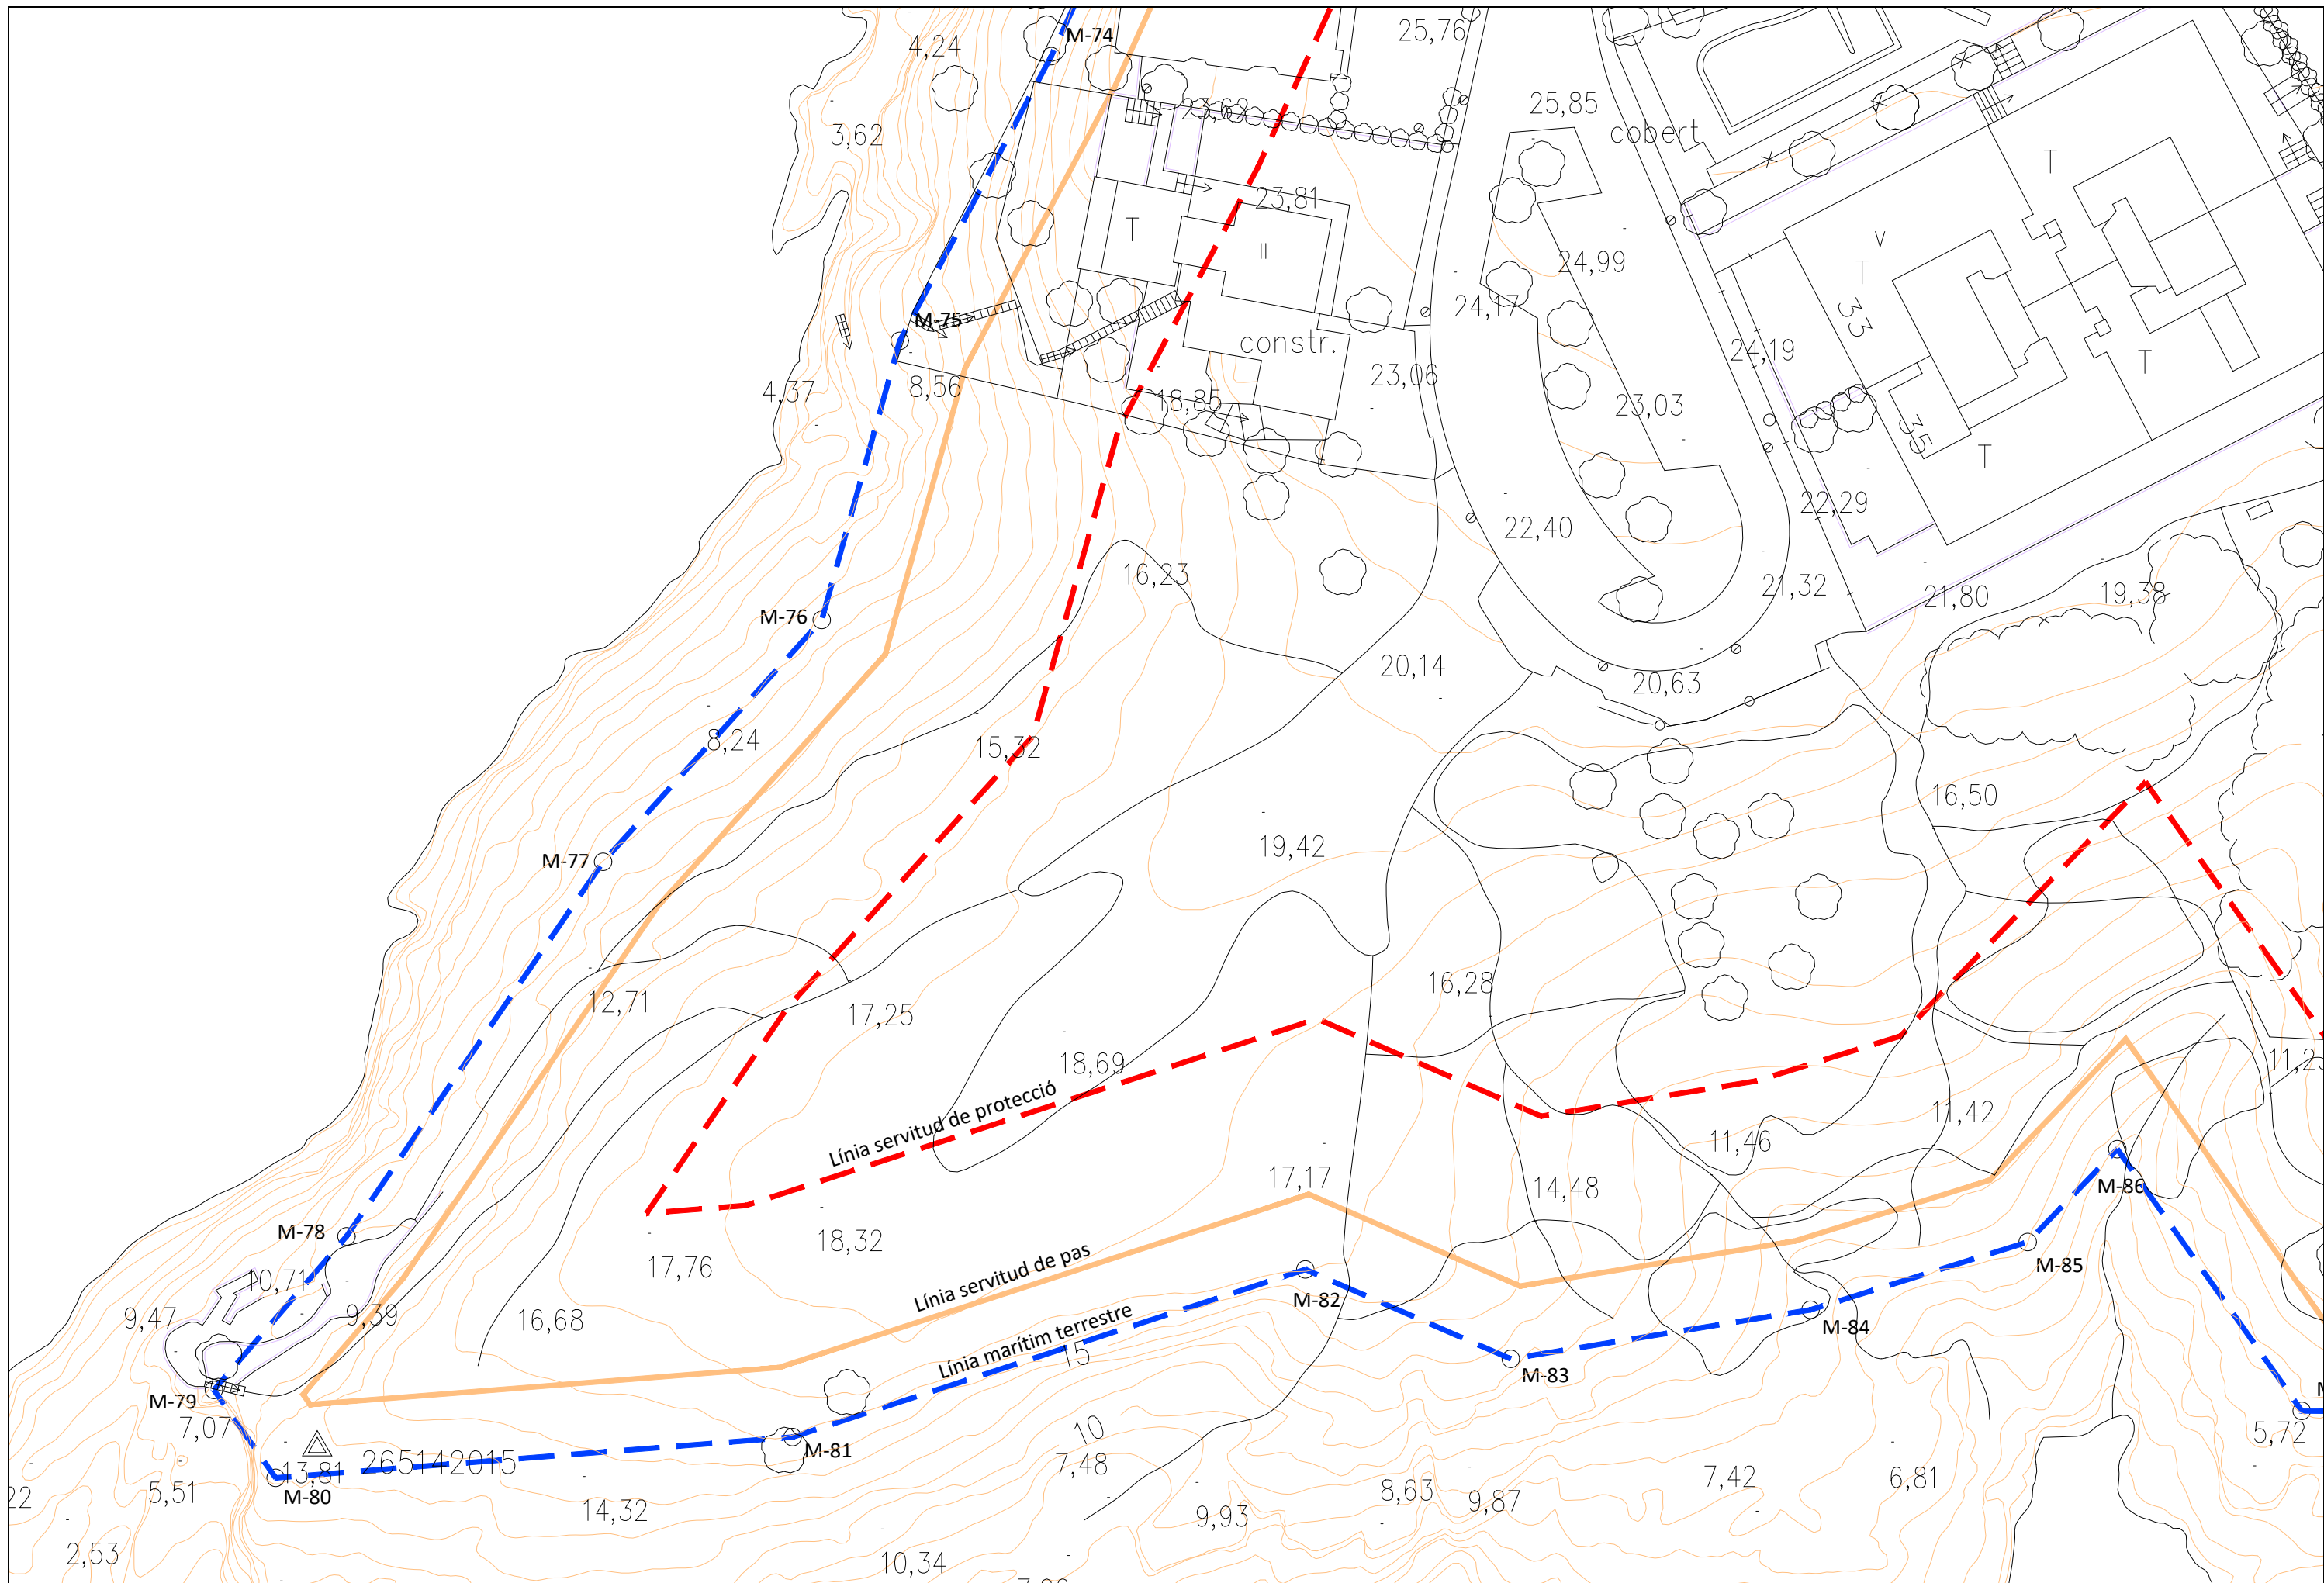 M-74
25,76
4,24
25,85
23,62
cobert
3,62
T
23,81
V
T
II
T
24,99
24,17
33
M-75
constr.
24,19
T
23,06
4,37
8,56
18,85
23,03
35
T
22,29
22,40
16,23
21,32
21,80
19,38
M-76
20,14
20,63
8,24
15,32
16,50
19,42
M-77
16,28
12,71
17,25
18,69
11,42
Línia servitud de protecció
11,46
17,17
14,48
M-86
M-78
18,32
17,76
Línia servitud de pas
M-85
10,71
M-82
9,47
9,39
16,68
M-84
Línia marítim terrestre
15
M-83
M-79
7,07
10
5,72
M-81
265142015
13,81
7,48
7,42
6,81
22
5,51
M-80
8,63
9,87
14,32
9,93
2,53
10,34